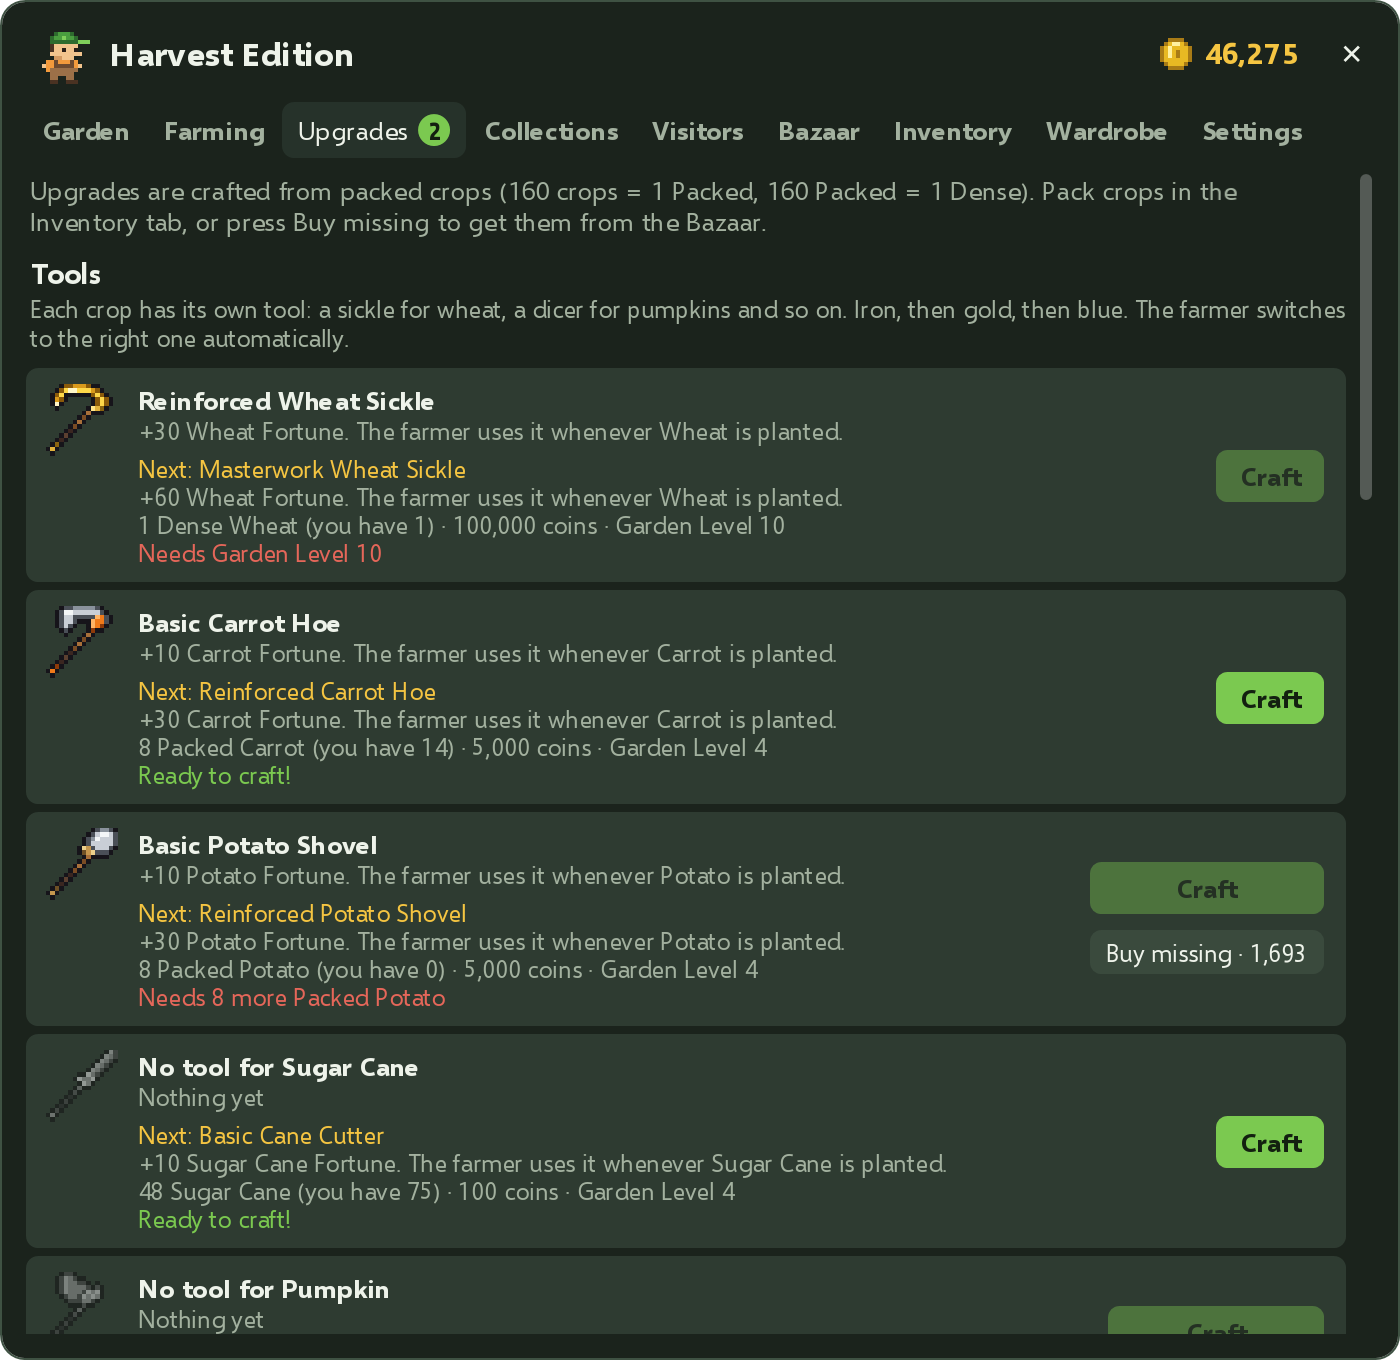 Harvest Edition
46,275
×
Garden Farming Upgrades 2 Collections Visitors Bazaar Inventory Wardrobe Settings
Upgrades are crafted from packed crops (160 crops = 1 Packed, 160 Packed = 1 Dense). Pack crops in the
Inventory tab, or press Buy missing to get them from the Bazaar.
Tools
Each crop has its own tool: a sickle for wheat, a dicer for pumpkins and so on. Iron, then gold, then blue. The farmer switches
to the right one automatically.
Reinforced Wheat Sickle
+30 Wheat Fortune. The farmer uses it whenever Wheat is planted.
Next: Masterwork Wheat Sickle
+60 Wheat Fortune. The farmer uses it whenever Wheat is planted.
1 Dense Wheat (you have 1) · 100,000 coins · Garden Level 10
Needs Garden Level 10
Craft
Basic Carrot Hoe
+10 Carrot Fortune. The farmer uses it whenever Carrot is planted.
Next: Reinforced Carrot Hoe
+30 Carrot Fortune. The farmer uses it whenever Carrot is planted.
8 Packed Carrot (you have 14) · 5,000 coins · Garden Level 4
Ready to craft!
Craft
Basic Potato Shovel
+10 Potato Fortune. The farmer uses it whenever Potato is planted.
Next: Reinforced Potato Shovel
+30 Potato Fortune. The farmer uses it whenever Potato is planted.
8 Packed Potato (you have 0) · 5,000 coins · Garden Level 4
Needs 8 more Packed Potato
Craft
Buy missing · 1,693
No tool for Sugar Cane
Nothing yet
Next: Basic Cane Cutter
+10 Sugar Cane Fortune. The farmer uses it whenever Sugar Cane is planted.
48 Sugar Cane (you have 75) · 100 coins · Garden Level 4
Ready to craft!
Craft
No tool for Pumpkin
Nothing yet
Craft